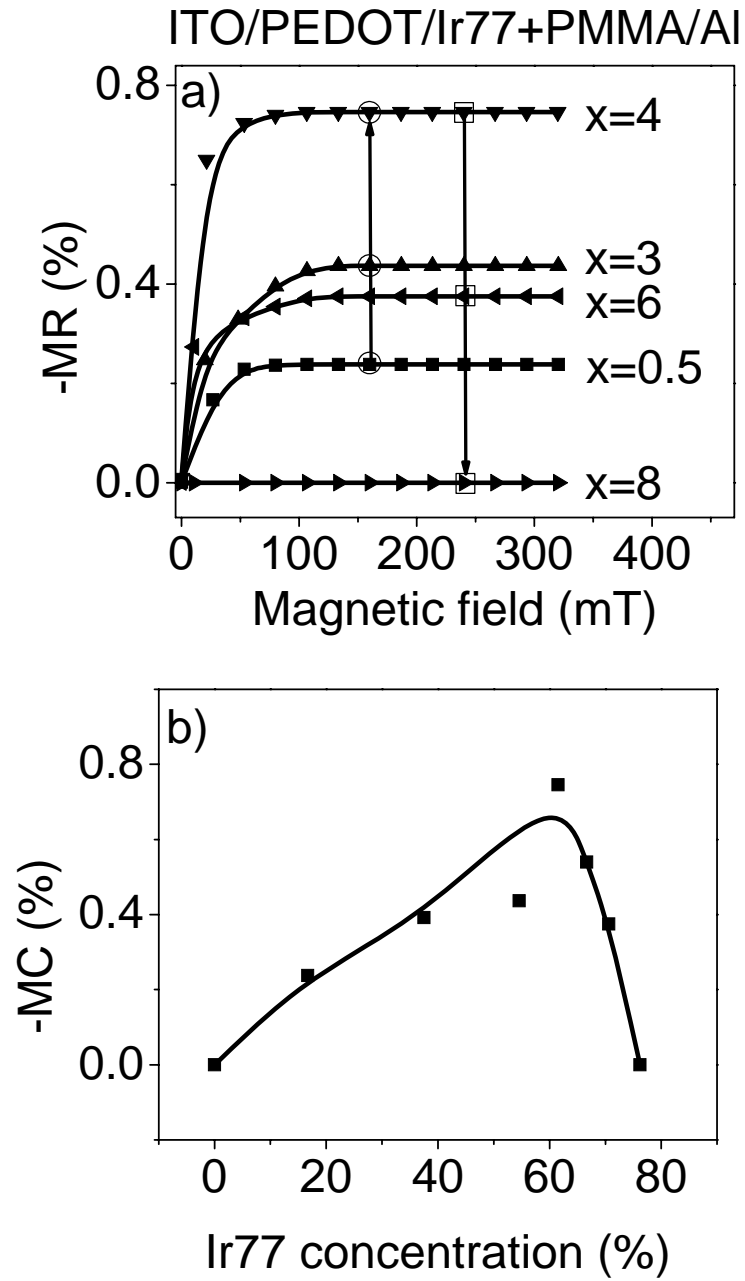 ITO/PEDOT/Ir77+PMMA/Al
a)
0.8
0.4
0.0
-MR (%)
x=4
x=3
x=6
x=0.5
x=8
0 100 200 300 400
Magnetic field (mT)
b)
0.8
0.4
0.0
-MC (%)
0 20 40 60 80
Ir77 concentration (%)